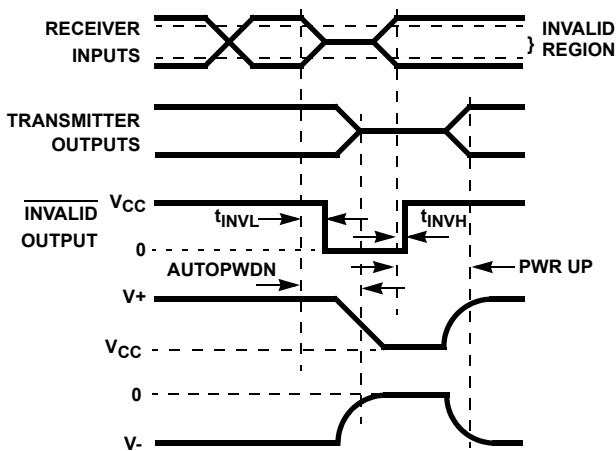 RECEIVER
INPUTS
} INVALID
REGION
TRANSMITTER
OUTPUTS
INVALID
OUTPUT
VCC
0
tINVL
tINVH
AUTOPWDN
PWR UP
V+
VCC
0
V-